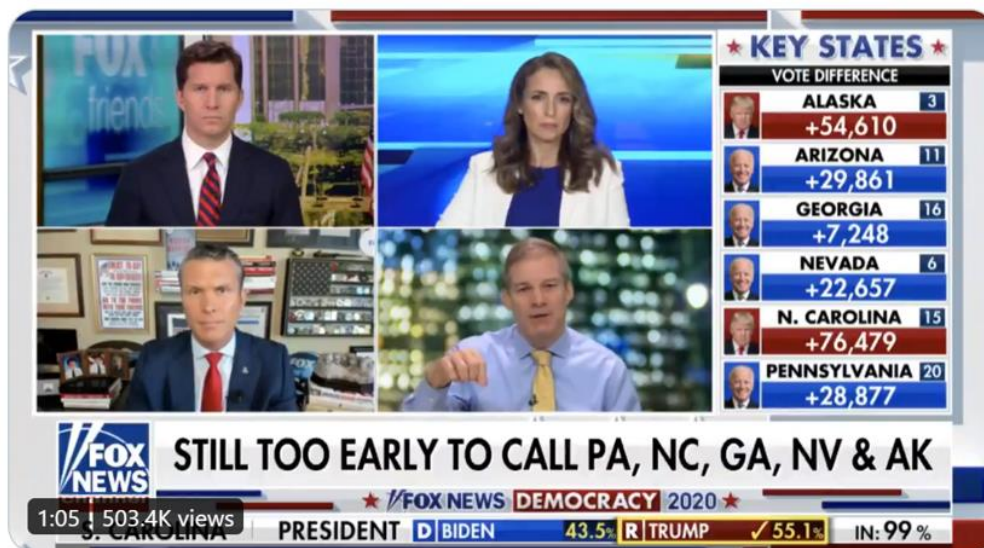 FOX
friends
★ KEY STATES ★
VOTE DIFFERENCE
ALASKA 3
+54,610
ARIZONA 11
+29,861
GEORGIA 16
+7,248
NEVADA 6
+22,657
N. CAROLINA 15
+76,479
PENNSYLVANIA 20
+28,877
FOX
NEWS
STILL TOO EARLY TO CALL PA, NC, GA, NV & AK
★ FOX NEWS DEMOCRACY 2020 ★
1:05 503.4K views
S. CAROLINA PRESIDENT D BIDEN 43.5% R TRUMP ✓ 55.1% IN: 99%